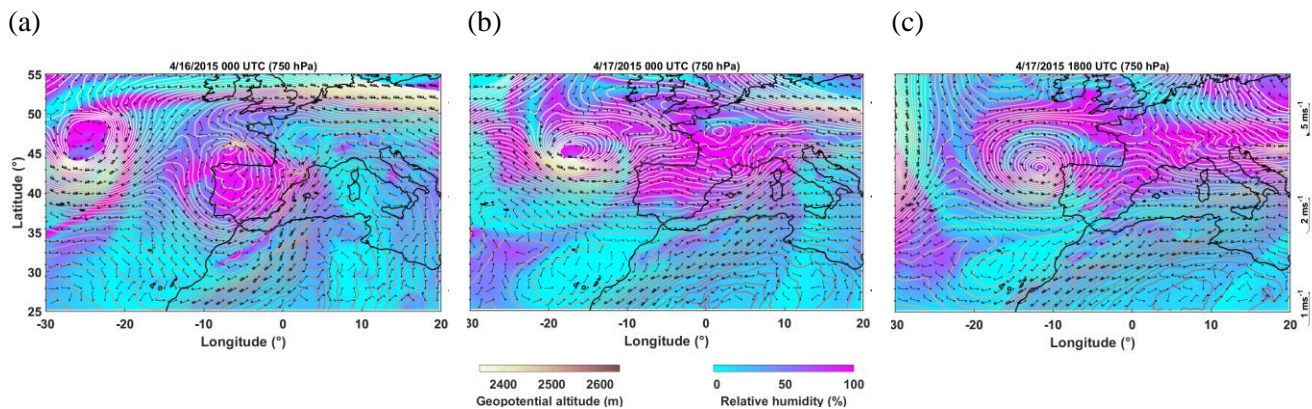 (a)
(b)
(c)
4/16/2015 000 UTC (750 hPa)
4/17/2015 000 UTC (750 hPa)
4/17/2015 1800 UTC (750 hPa)
55
50
45
40
35
30
25
Latitude (°)
-30 -20 -10 0 10 20
-30 -20 -10 0 10 20
30 -20 -10 0 10 20
Longitude (°)
Longitude (°)
Longitude (°)
5 ms⁻¹
2 ms⁻¹
1 ms⁻¹
2400 2500 2600
Geopotential altitude (m)
0 50 100
Relative humidity (%)